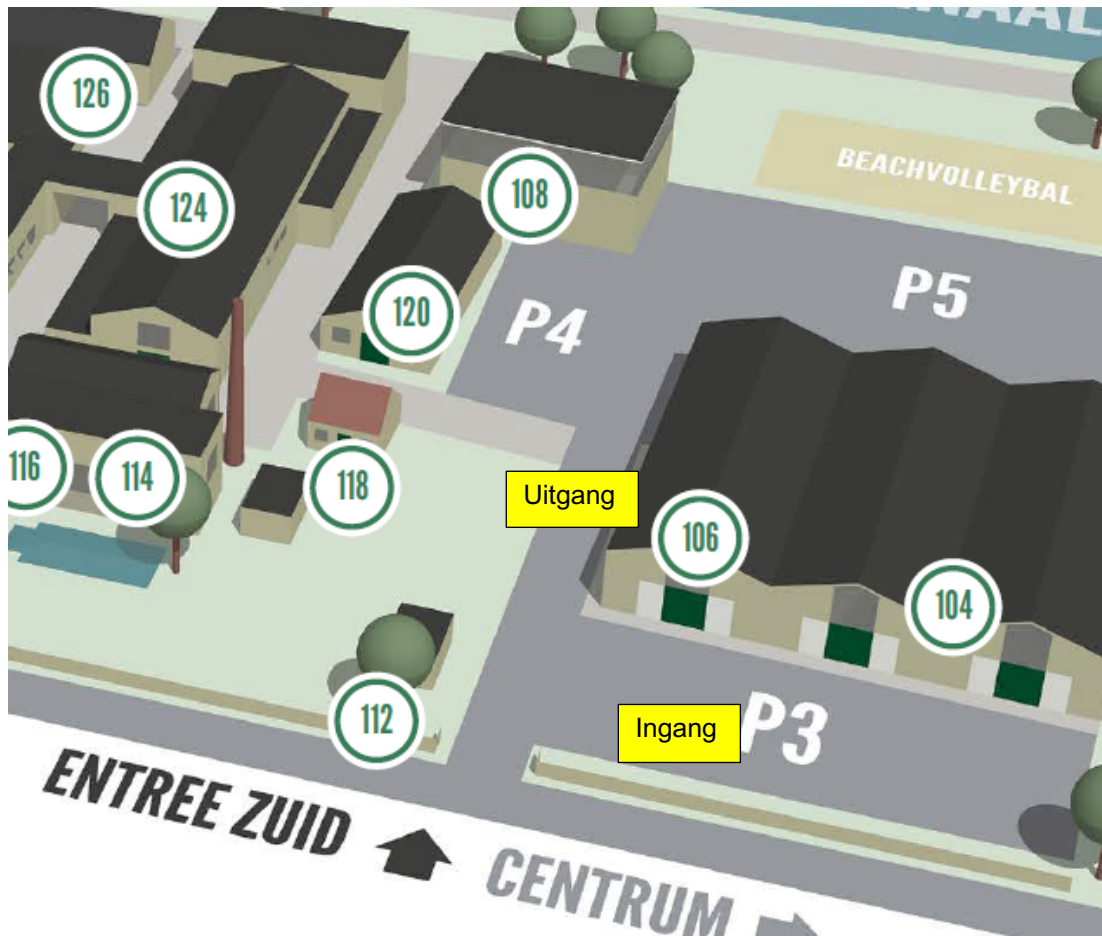 NAAL
126
124
108
BEACHVOLLEYBAL
120
P4
P5
116
114
118
Uitgang
106
104
112
Ingang
P3
ENTREE ZUID
CENTRUM